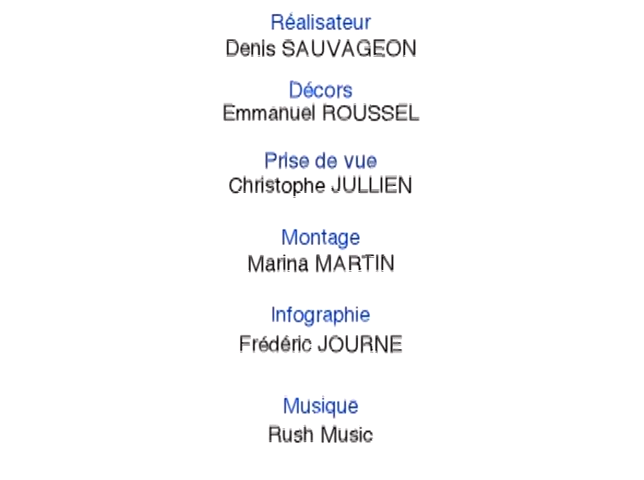 Réalisateur
Denis SAUVAGEON
Décors
Emmanuel ROUSSEL
Prise de vue
Christophe JULLIEN
Montage
Marina MARTIN
Infographie
Frédéric JOURNE
Musique
Rush Music